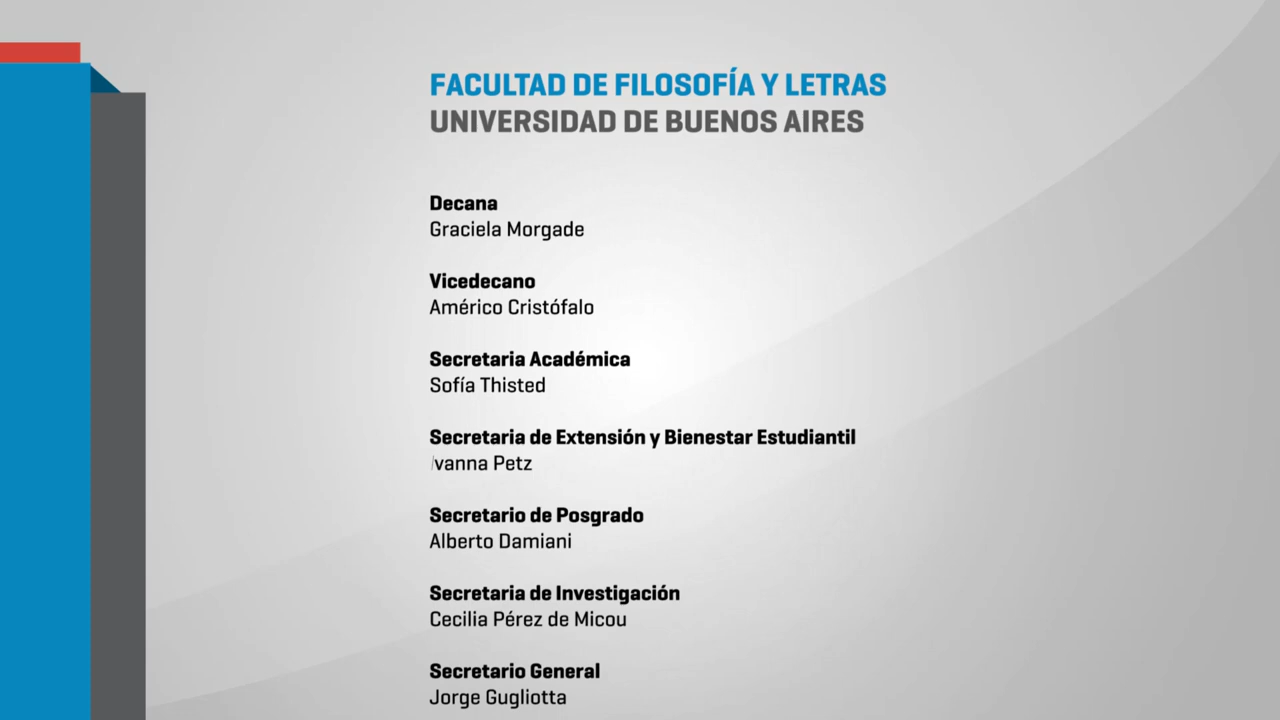 FACULTAD DE FILOSOFÍA Y LETRAS
UNIVERSIDAD DE BUENOS AIRES
Decana
Graciela Morgade
Vicedecano
Américo Cristófalo
Secretaria Académica
Sofía Thisted
Secretaria de Extensión y Bienestar Estudiantil
Ivanna Petz
Secretario de Posgrado
Alberto Damiani
Secretaria de Investigación
Cecilia Pérez de Micou
Secretario General
Jorge Gugliotta